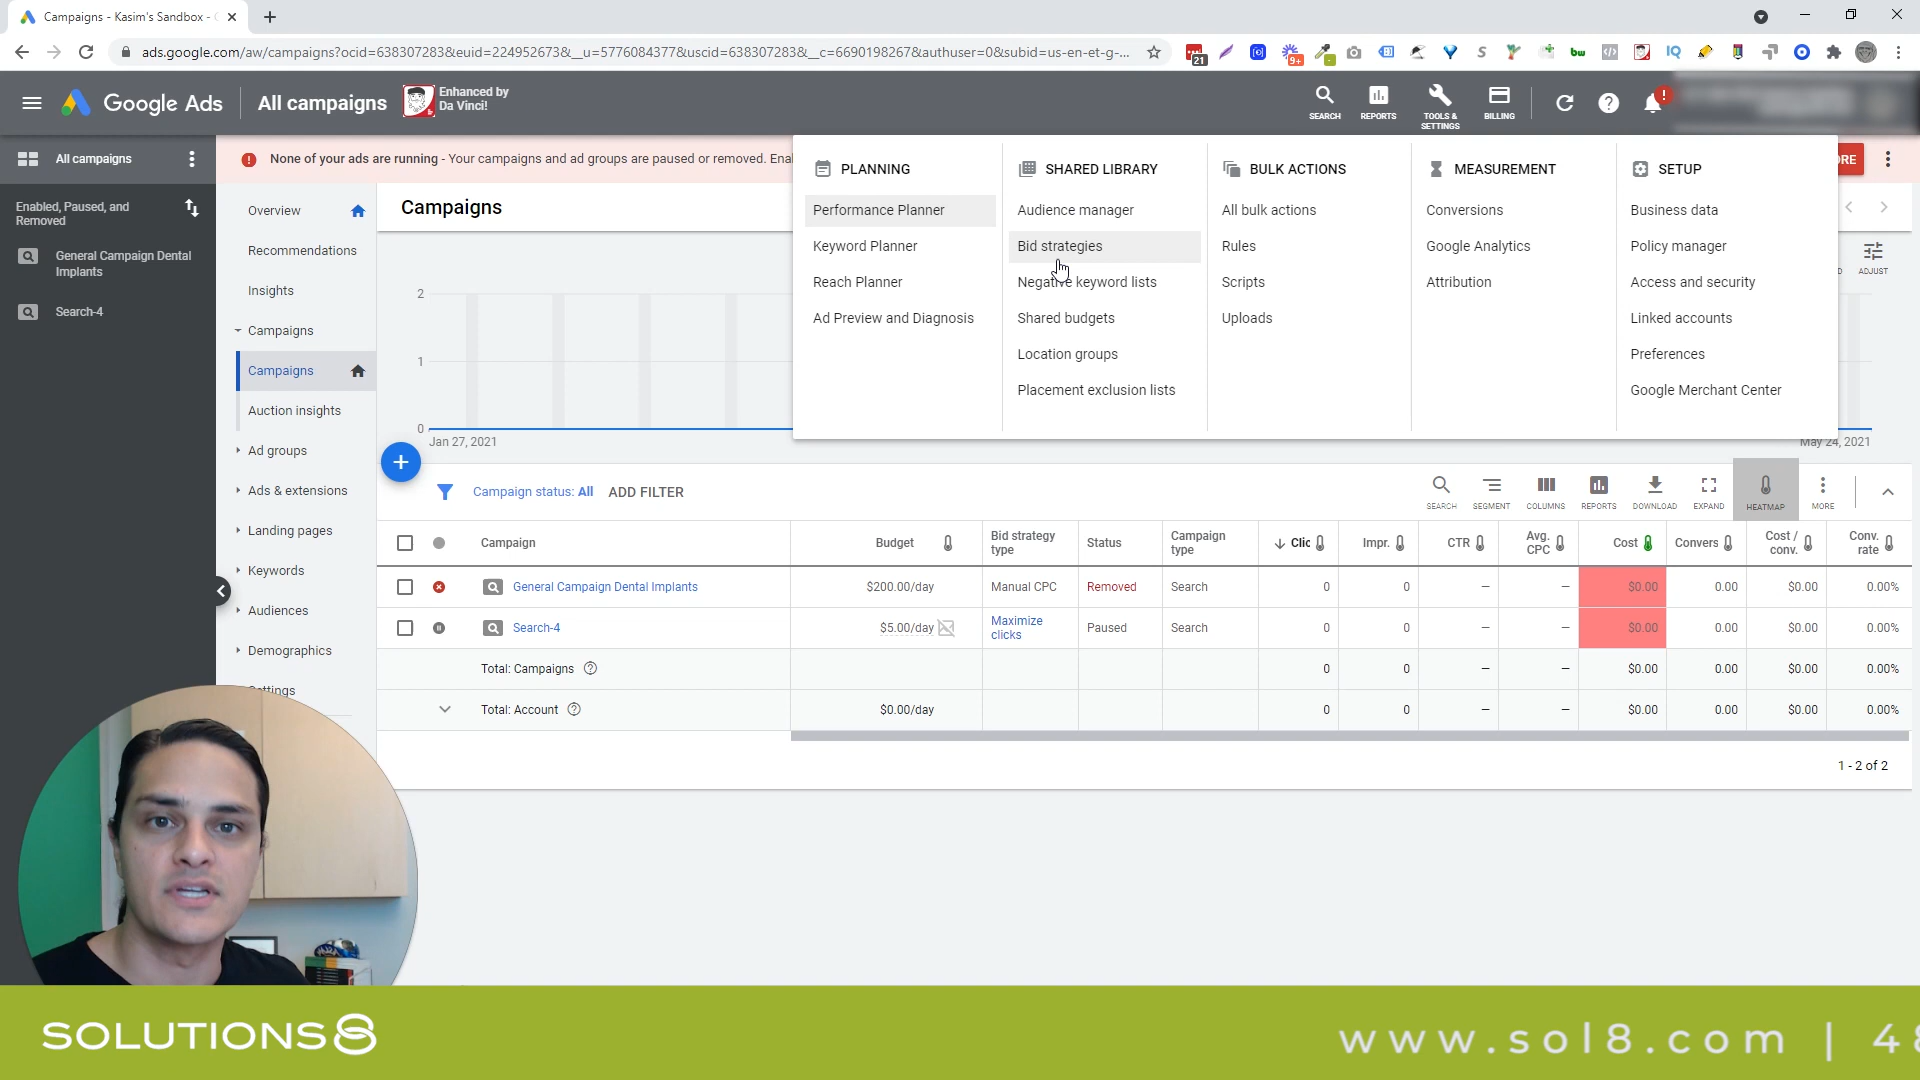 Campaigns - Kasim's Sandbox -
ads.google.com/aw/campaigns?ocid=638307283&euid=224952673&__u=5776084377&uscid=638307283&__c=6690198267&authuser=0&subid=us-en-et-g-...
21
9+
bw
IQ
Google Ads
All campaigns
Enhanced by
Da Vinci!
SEARCH
REPORTS
TOOLS &
SETTINGS
BILLING
All campaigns
None of your ads are running - Your campaigns and ad groups are paused or removed. Ena
ORE
Enabled, Paused, and
Removed
General Campaign Dental
Implants
Search-4
Overview
Recommendations
Insights
Campaigns
Campaigns
Auction insights
Ad groups
Ads & extensions
Landing pages
Keywords
Audiences
Demographics
Settings
Campaigns
PLANNING
Performance Planner
Keyword Planner
Reach Planner
Ad Preview and Diagnosis
SHARED LIBRARY
Audience manager
Bid strategies
Negative keyword lists
Shared budgets
Location groups
Placement exclusion lists
BULK ACTIONS
All bulk actions
Rules
Scripts
Uploads
MEASUREMENT
Conversions
Google Analytics
Attribution
SETUP
Business data
Policy manager
Access and security
Linked accounts
Preferences
Google Merchant Center
D
ADJUST
2
1
0
Jan 27, 2021
May 24, 2021
Campaign status: All ADD FILTER
SEARCH
SEGMENT
COLUMNS
REPORTS
DOWNLOAD
EXPAND
HEATMAP
MORE
Campaign Budget Bid strategy type Status Campaign type Clic Impr. CTR Avg. CPC Cost Convers Cost / conv. Conv. rate
General Campaign Dental Implants $200.00/day Manual CPC Removed Search 0 0 – – $0.00 0.00 $0.00 0.00%
Search-4 $5.00/day Maximize clicks Paused Search 0 0 – – $0.00 0.00 $0.00 0.00%
Total: Campaigns 0 0 – – $0.00 0.00 $0.00 0.00%
Total: Account $0.00/day 0 0 – – $0.00 0.00 $0.00 0.00%
1 - 2 of 2
SOLUTIONS8
www.sol8.com | 48